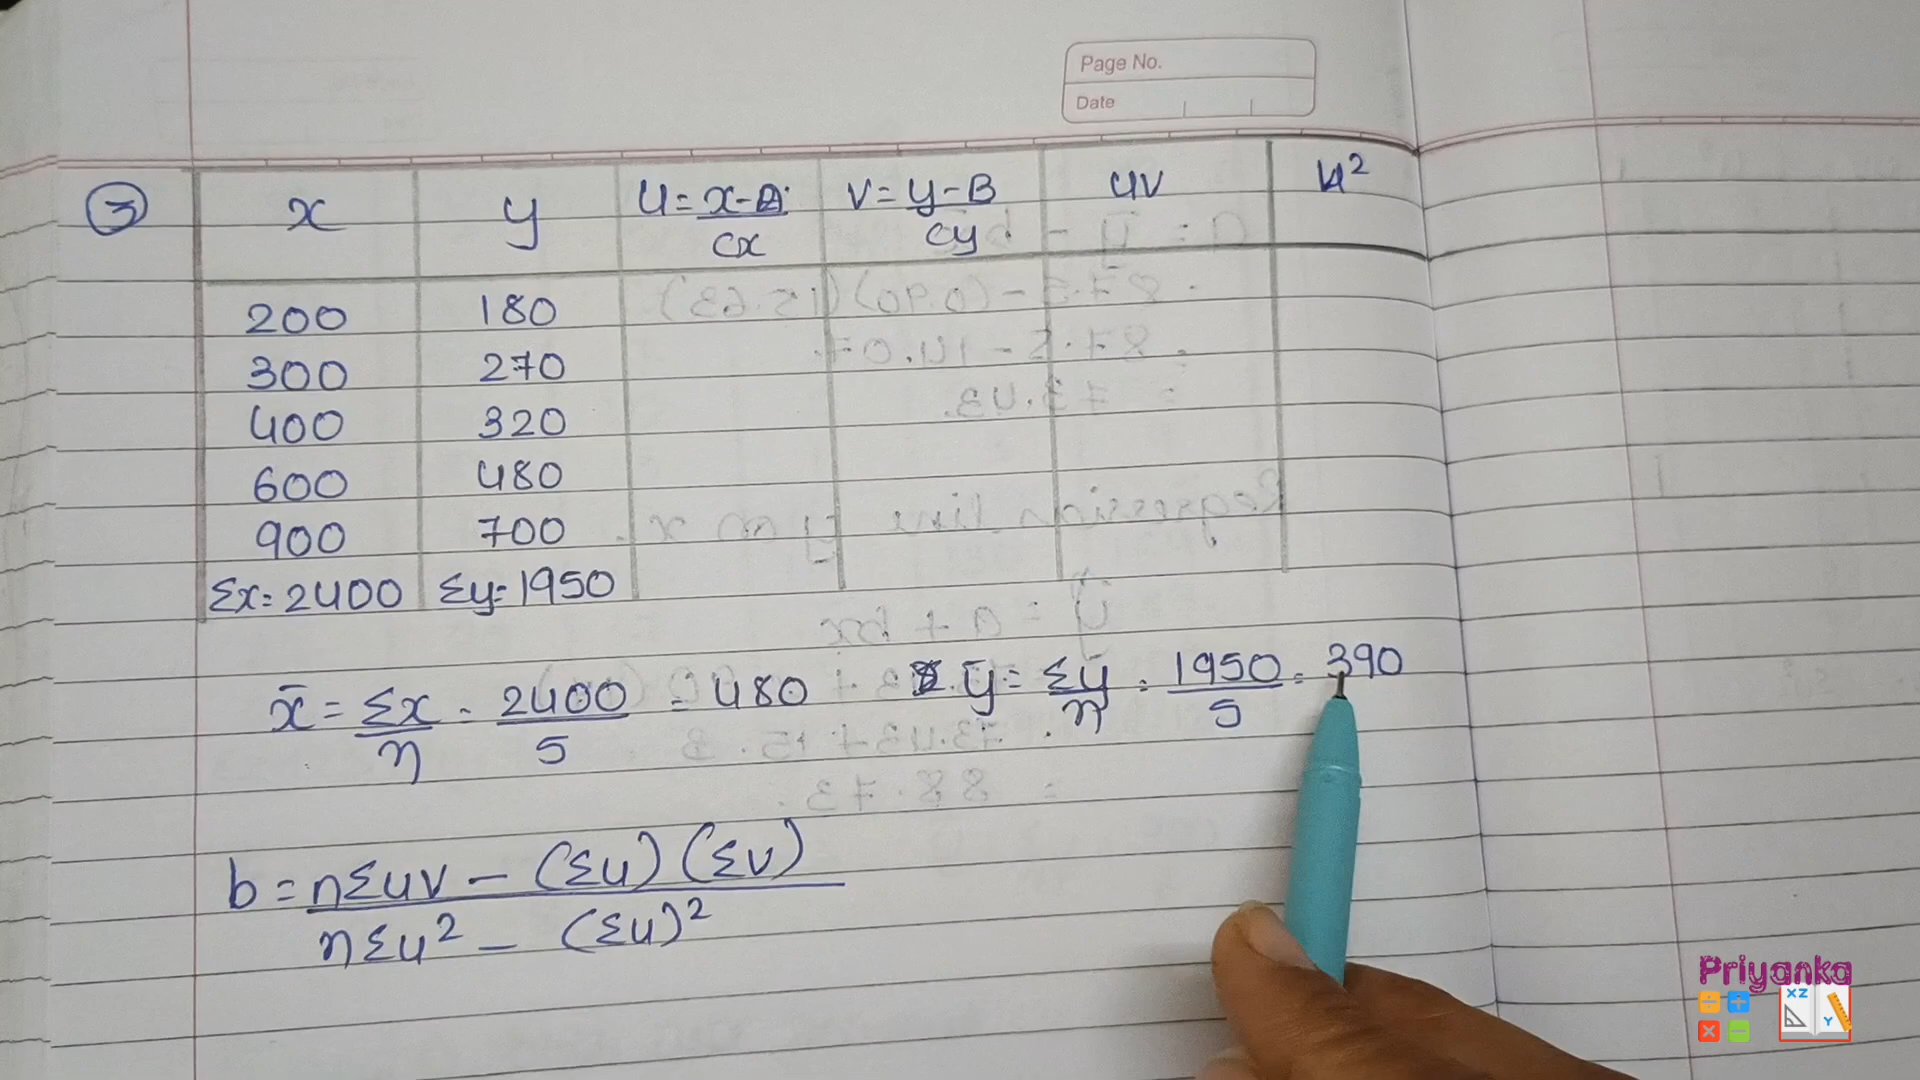 Page No.
Date
③ x y u = x-A/cx v = y-B/cy uv u²
200 180
300 270
400 320
600 480
900 700
Σx = 2400 Σy = 1950
x̄ = Σx/n = 2400/5 = 480 ȳ = Σy/n = 1950/5 = 390
b = nΣuv - (Σu)(Σv)
nΣu² - (Σu)²
Priyanka